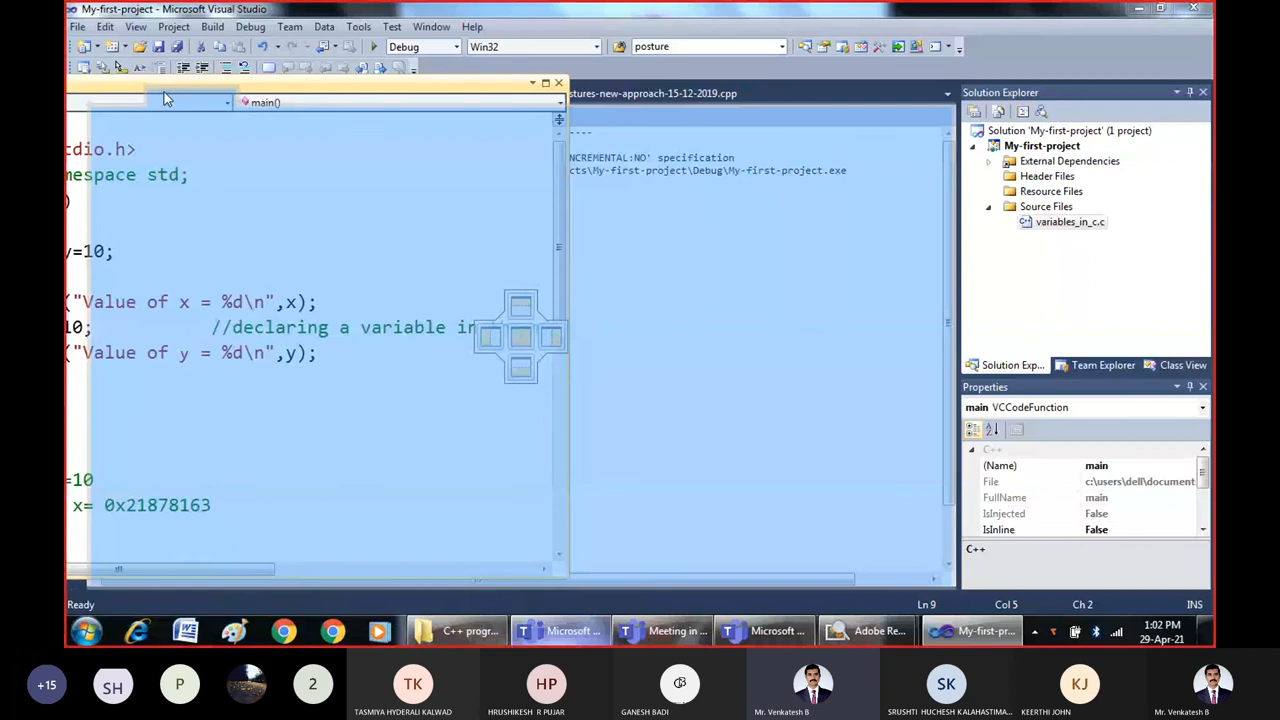 My-first-project - Microsoft Visual Studio
File Edit View Project Build Debug Team Data Tools Test Window Help
Debug Win32 posture
main() stures-new-approach-15-12-2019.cpp
tdio.h>
mespace std;
)
y=10;
("Value of x = %d\n",x);
10; //declaring a variable in
("Value of y = %d\n",y);
=10
x= 0x21878163
----
INCREMENTAL:NO' specification
cts\My-first-project\Debug\My-first-project.exe
Solution Explorer
Solution 'My-first-project' (1 project)
My-first-project
External Dependencies
Header Files
Resource Files
Source Files
variables_in_c.c
Solution Exp... Team Explorer Class View
Properties
main VCCodeFunction
C++
(Name) main
File c:\users\dell\document
FullName main
IsInjected False
IsInline False
C++
Ready Ln 9 Col 5 Ch 2 INS
C++ progr... Microsoft ... Meeting in ... Microsoft ... Adobe Re... My-first-pr...
1:02 PM
29-Apr-21
+15 SH P 2 TK HP GB SK KJ
TASMIYA HYDERALI KALWAD HRUSHIKESH R PUJAR GANESH BADI Mr. Venkatesh B SRUSHTI HUCHESH KALAHASTIMA... KEERTHI JOHN Mr. Venkatesh B